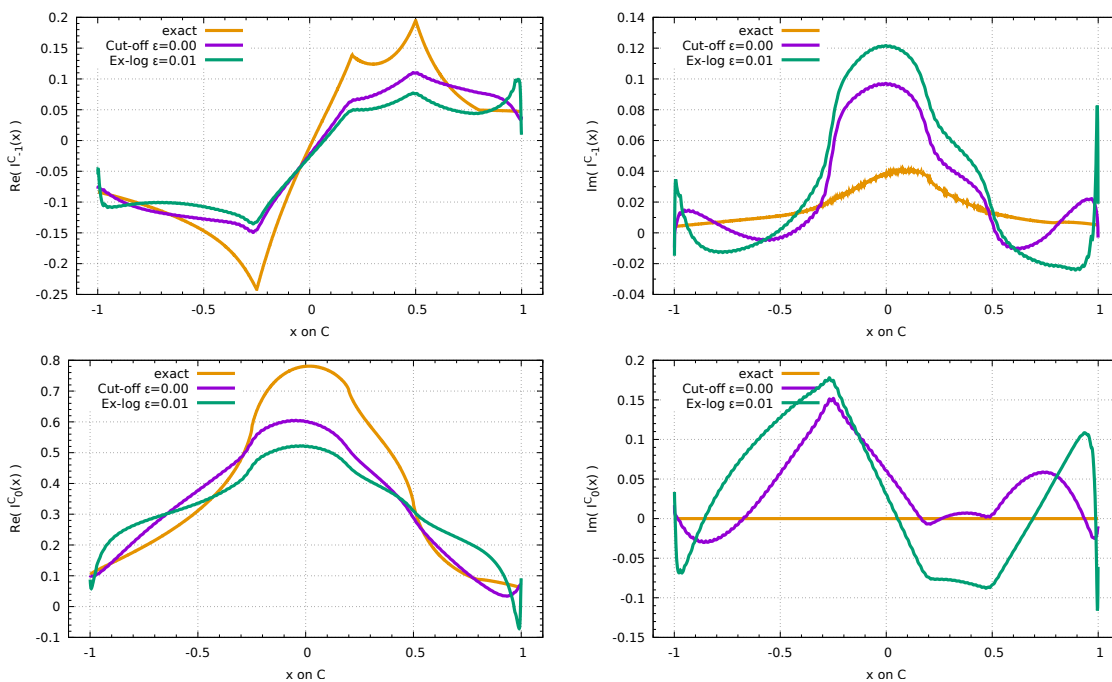 Re( I^C_-1(x) )
0.2
0.15
0.1
0.05
0
-0.05
-0.1
-0.15
-0.2
-0.25
exact
Cut-off ε=0.00
Ex-log ε=0.01
-1 -0.5 0 0.5 1
x on C
Im( I^C_-1(x) )
0.14
0.12
0.1
0.08
0.06
0.04
0.02
0
-0.02
-0.04
exact
Cut-off ε=0.00
Ex-log ε=0.01
-1 -0.5 0 0.5 1
x on C
Re( I^C_0(x) )
0.8
0.7
0.6
0.5
0.4
0.3
0.2
0.1
0
-0.1
exact
Cut-off ε=0.00
Ex-log ε=0.01
-1 -0.5 0 0.5 1
x on C
Im( I^C_0(x) )
0.2
0.15
0.1
0.05
0
-0.05
-0.1
-0.15
exact
Cut-off ε=0.00
Ex-log ε=0.01
-1 -0.5 0 0.5 1
x on C